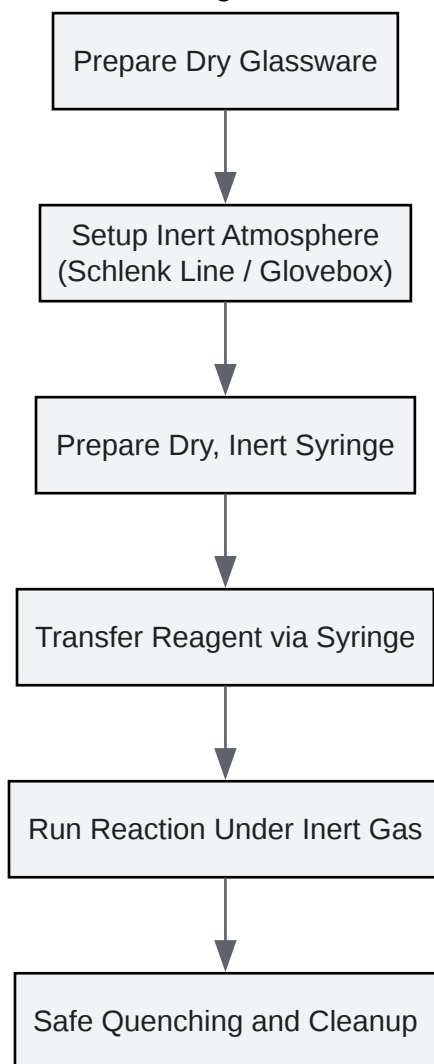 Prepare Dry Glassware
Setup Inert Atmosphere
(Schlenk Line / Glovebox)
Prepare Dry, Inert Syringe
Transfer Reagent via Syringe
Run Reaction Under Inert Gas
Safe Quenching and Cleanup